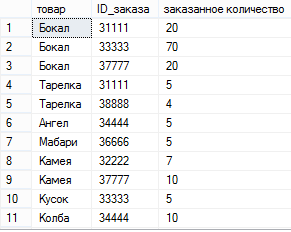 товар ID_заказа заказанное количество
1 Бокал 31111 20
2 Бокал 33333 70
3 Бокал 37777 20
4 Тарелка 31111 5
5 Тарелка 38888 4
6 Ангел 34444 5
7 Мабари 36666 5
8 Камея 32222 7
9 Камея 37777 10
10 Кусок 33333 5
11 Колба 34444 10